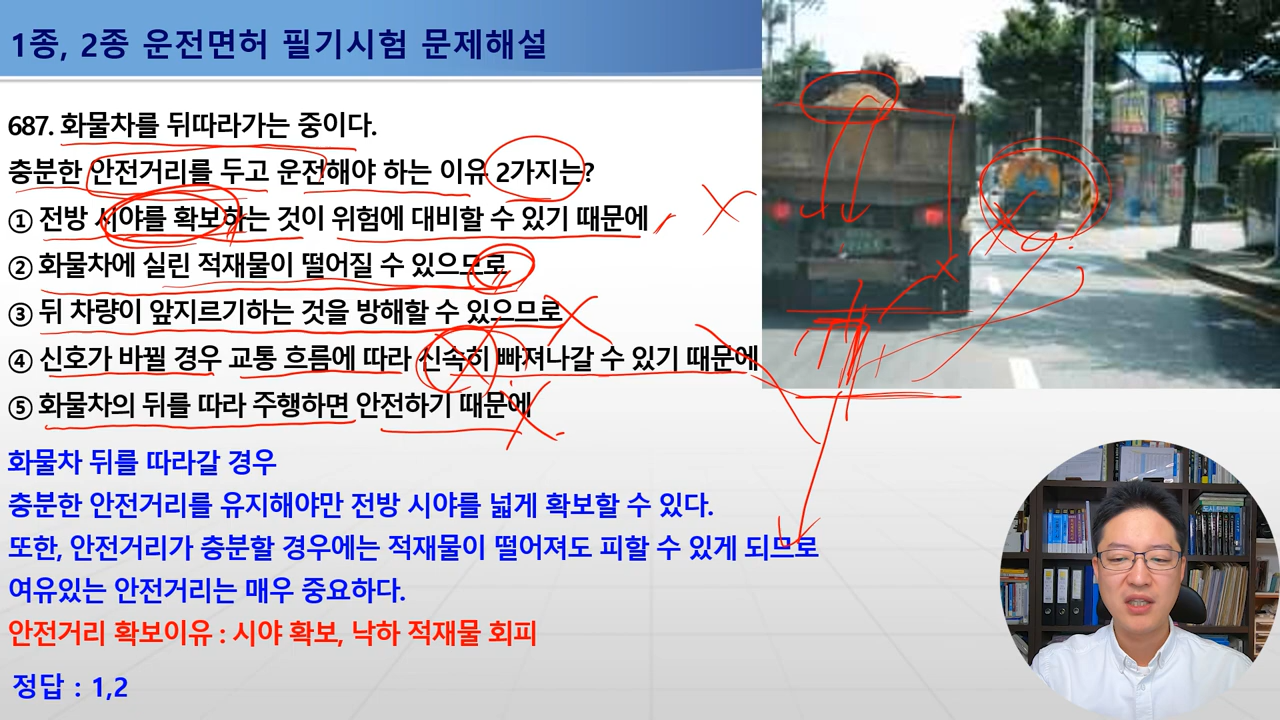 1종, 2종 운전면허 필기시험 문제해설
687. 화물차를 뒤따라가는 중이다.
충분한 안전거리를 두고 운전해야 하는 이유 2가지는?
① 전방 시야를 확보하는 것이 위험에 대비할 수 있기 때문에
② 화물차에 실린 적재물이 떨어질 수 있으므로
③ 뒤 차량이 앞지르기하는 것을 방해할 수 있으므로
④ 신호가 바뀔 경우 교통 흐름에 따라 신속히 빠져나갈 수 있기 때문에
⑤ 화물차의 뒤를 따라 주행하면 안전하기 때문에
화물차 뒤를 따라갈 경우
충분한 안전거리를 유지해야만 전방 시야를 넓게 확보할 수 있다.
또한, 안전거리가 충분할 경우에는 적재물이 떨어져도 피할 수 있게 되므로
여유있는 안전거리는 매우 중요하다.
안전거리 확보이유 : 시야 확보, 낙하 적재물 회피
정답 : 1,2